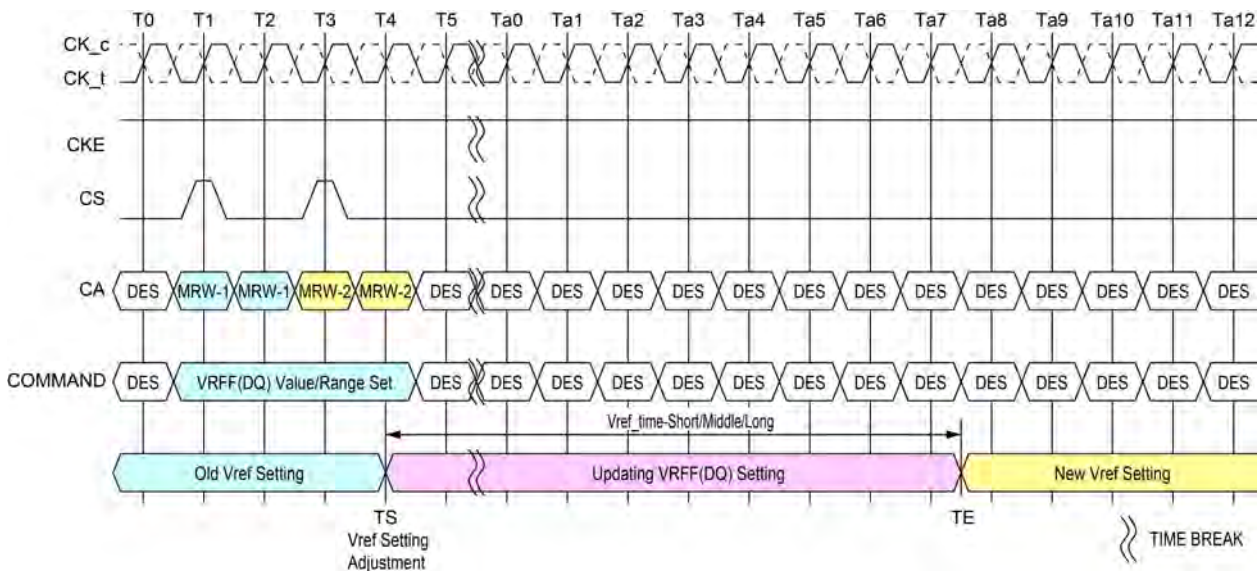 T0 T1 T2 T3 T4 T5 Ta0 Ta1 Ta2 Ta3 Ta4 Ta5 Ta6 Ta7 Ta8 Ta9 Ta10 Ta11 Ta12
CK_c
CK_t
CKE
CS
CA DES MRW-1 MRW-1 MRW-2 MRW-2 DES DES DES DES DES DES DES DES DES DES DES DES DES DES
COMMAND DES VRFF(DQ) Value/Range Set DES DES DES DES DES DES DES DES DES DES DES DES DES DES
Vref_time-Short/Middle/Long
Old Vref Setting Updating VRFF(DQ) Setting New Vref Setting
TS TE
Vref Setting
Adjustment
TIME BREAK